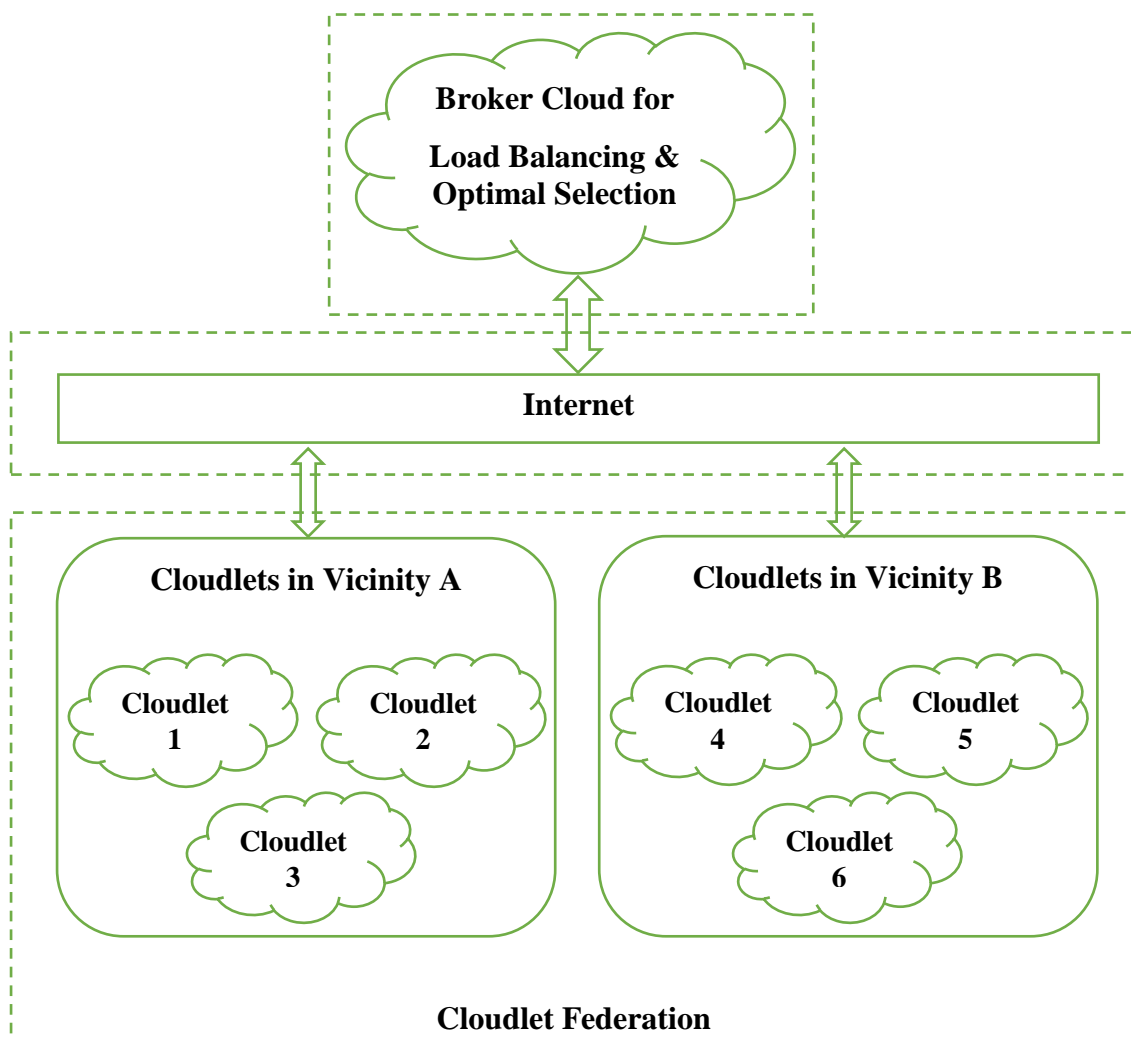 Broker Cloud for
Load Balancing &
Optimal Selection
Internet
Cloudlets in Vicinity A
Cloudlets in Vicinity B
Cloudlet
1
Cloudlet
2
Cloudlet
3
Cloudlet
4
Cloudlet
5
Cloudlet
6
Cloudlet Federation